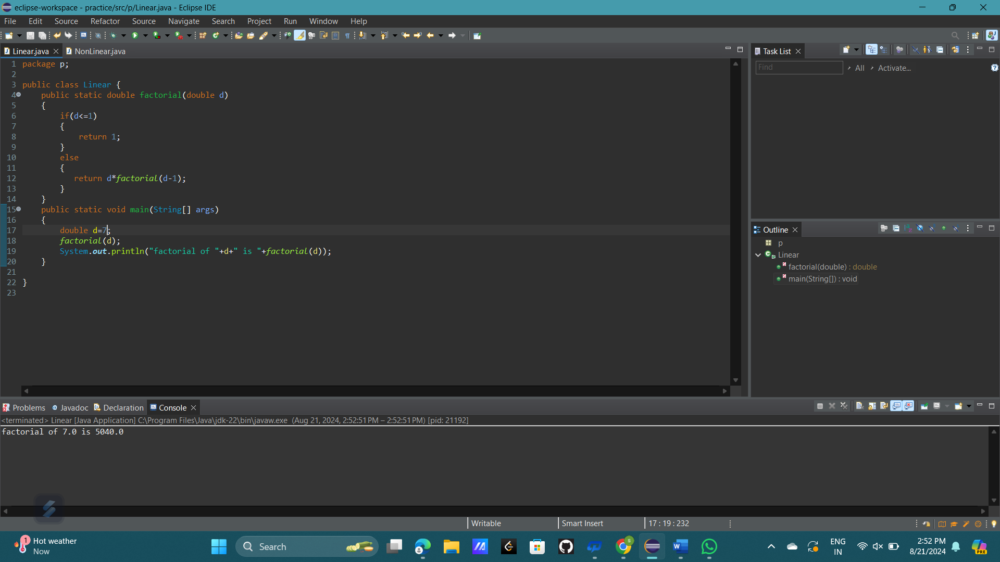 eclipse-workspace - practice/src/p/Linear.java - Eclipse IDE
File Edit Source Refactor Source Navigate Search Project Run Window Help
Linear.java NonLinear.java
1 package p;
2
3 public class Linear {
4 public static double factorial(double d)
5 {
6 if(d<=1)
7 {
8 return 1;
9 }
10 else
11 {
12 return d*factorial(d-1);
13 }
14 }
15 public static void main(String[] args)
16 {
17 double d=7;
18 factorial(d);
19 System.out.println("factorial of "+d+" is "+factorial(d));
20 }
21
22 }
23
Task List
Find All Activate...
Outline
p
Linear
factorial(double) : double
main(String[]) : void
Problems Javadoc Declaration Console
<terminated> Linear [Java Application] C:\Program Files\Java\jdk-22\bin\javaw.exe (Aug 21, 2024, 2:52:51 PM – 2:52:51 PM) [pid: 21192]
factorial of 7.0 is 5040.0
Writable Smart Insert 17 : 19 : 232
1 Hot weather
Now
Search
S
W
PRE
ENG
IN
2:52 PM
8/21/2024